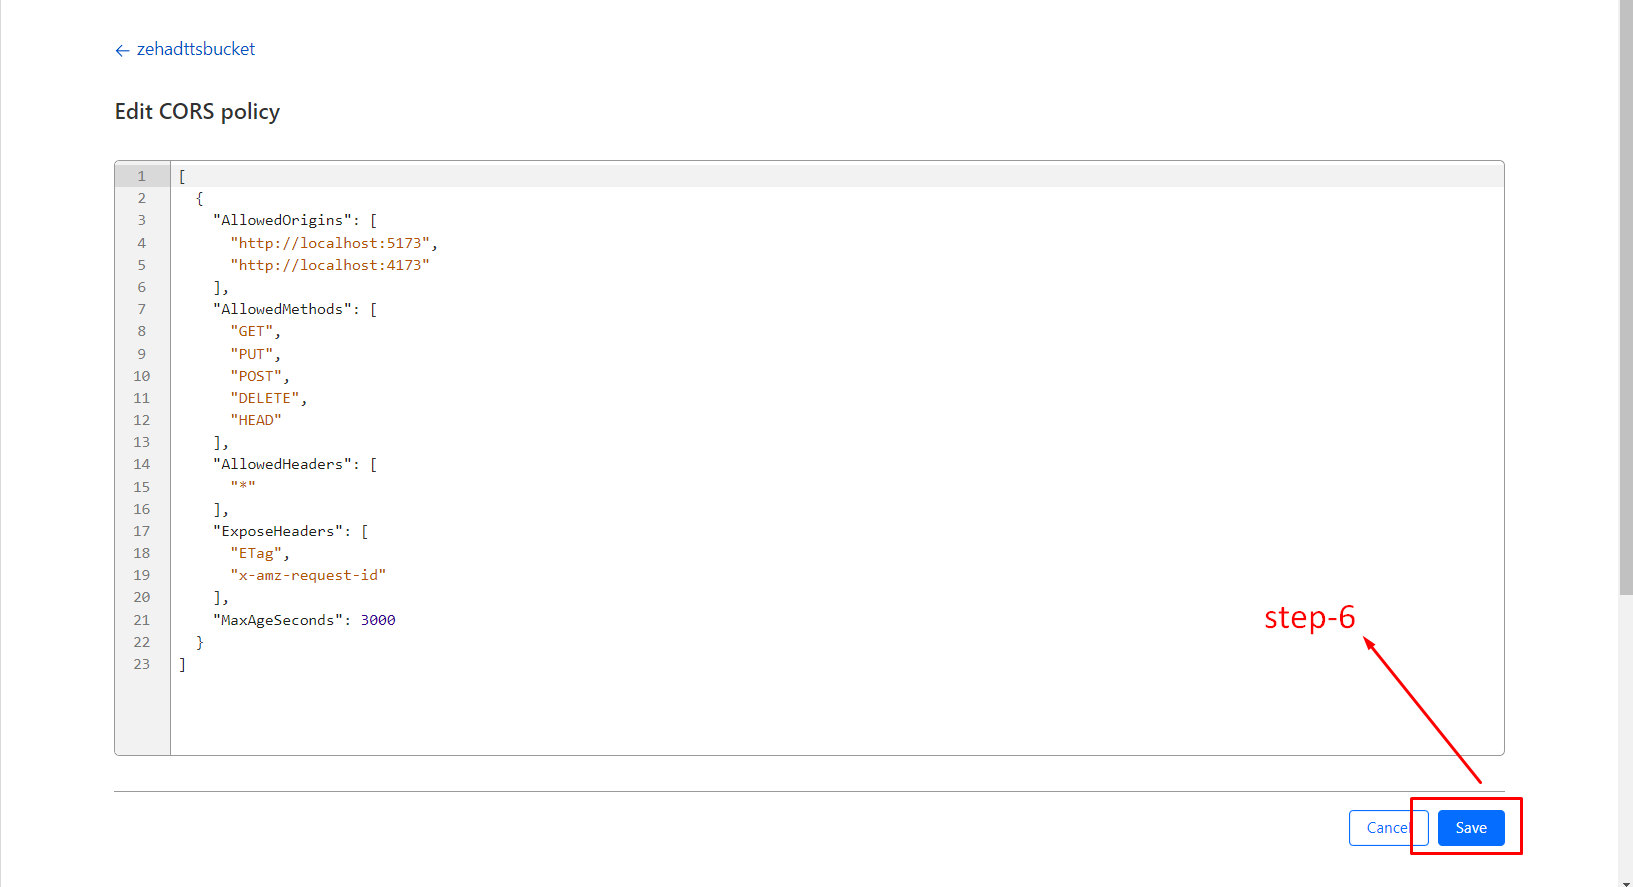 ← zehadttsbucket
Edit CORS policy
1 [
2 {
3 "AllowedOrigins": [
4 "http://localhost:5173",
5 "http://localhost:4173"
6 ],
7 "AllowedMethods": [
8 "GET",
9 "PUT",
10 "POST",
11 "DELETE",
12 "HEAD"
13 ],
14 "AllowedHeaders": [
15 "*"
16 ],
17 "ExposeHeaders": [
18 "ETag",
19 "x-amz-request-id"
20 ],
21 "MaxAgeSeconds": 3000
22 }
23 ]
step-6
Cancel Save